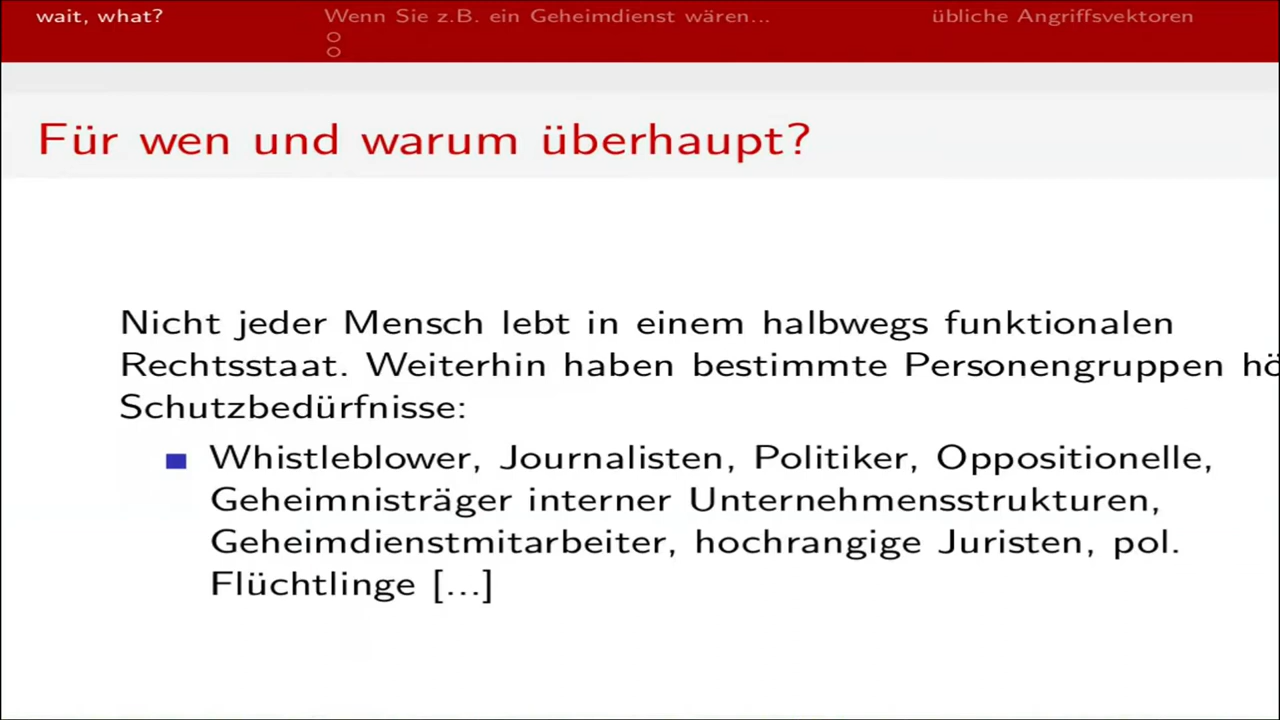 wait, what?
Wenn Sie z.B. ein Geheimdienst wären...
übliche Angriffsvektoren
Für wen und warum überhaupt?
Nicht jeder Mensch lebt in einem halbwegs funktionalen
Rechtsstaat. Weiterhin haben bestimmte Personengruppen
Schutzbedürfnisse:
Whistleblower, Journalisten, Politiker, Oppositionelle,
Geheimnisträger interner Unternehmensstrukturen,
Geheimdienstmitarbeiter, hochrangige Juristen, pol.
Flüchtlinge [...]